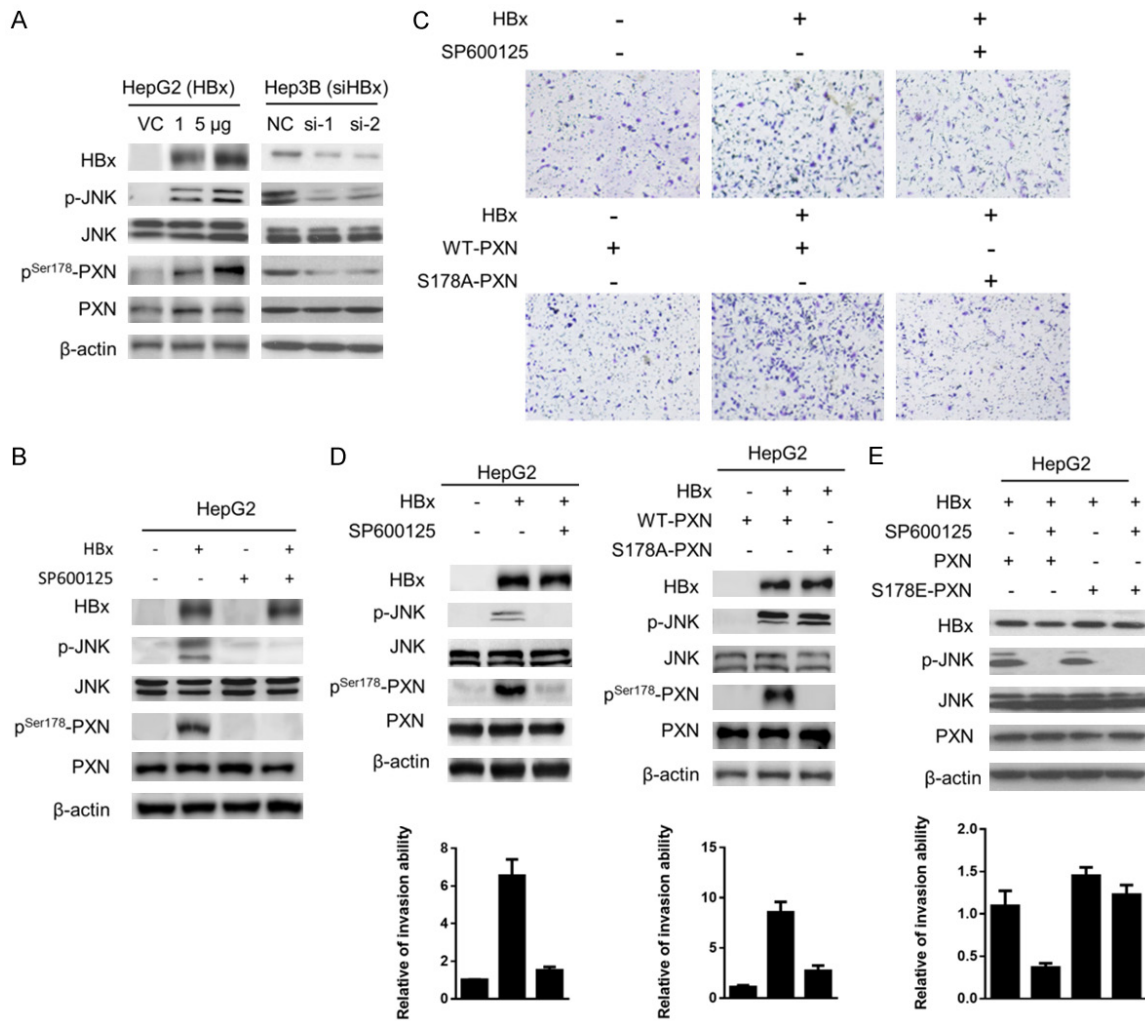 A
HepG2 (HBx) Hep3B (siHBx)
VC 1 5 µg NC si-1 si-2
HBx
p-JNK
JNK
pSer178-PXN
PXN
β-actin
C
HBx - + +
SP600125 - - +
HBx - + +
WT-PXN + + -
S178A-PXN - - +
B
HepG2
HBx - + - +
SP600125 - - + +
HBx
p-JNK
JNK
pSer178-PXN
PXN
β-actin
D
HepG2
HBx - + +
SP600125 - - +
HBx
p-JNK
JNK
pSer178-PXN
PXN
β-actin
Relative of invasion ability
8
6
4
2
0
HepG2
HBx - + +
WT-PXN + + -
S178A-PXN - - +
HBx
p-JNK
JNK
pSer178-PXN
PXN
β-actin
Relative of invasion ability
15
10
5
0
E
HepG2
HBx + + + +
SP600125 - + - +
PXN + + - -
S178E-PXN - - + +
HBx
p-JNK
JNK
PXN
β-actin
Relative of invasion ability
2.0
1.5
1.0
0.5
0.0